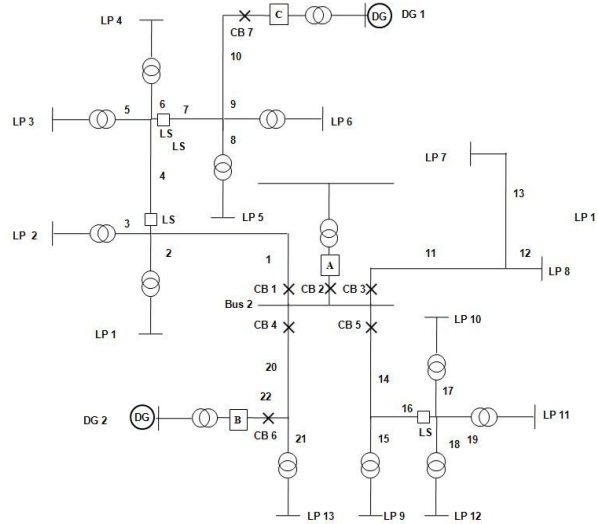 LP 4
CB 7
C
DG
DG 1
10
LP 3
5
6
7
9
LP 6
LS
LS
8
4
LP 7
LP 5
13
LP 1
LP 2
3
LS
2
11
12
LP 8
1
A
CB 1
CB 2
CB 3
Bus 2
LP 1
CB 4
CB 5
LP 10
20
14
17
22
16
LP 11
DG 2
DG
B
CB 6
LS
21
15
18
19
LP 13
LP 9
LP 12